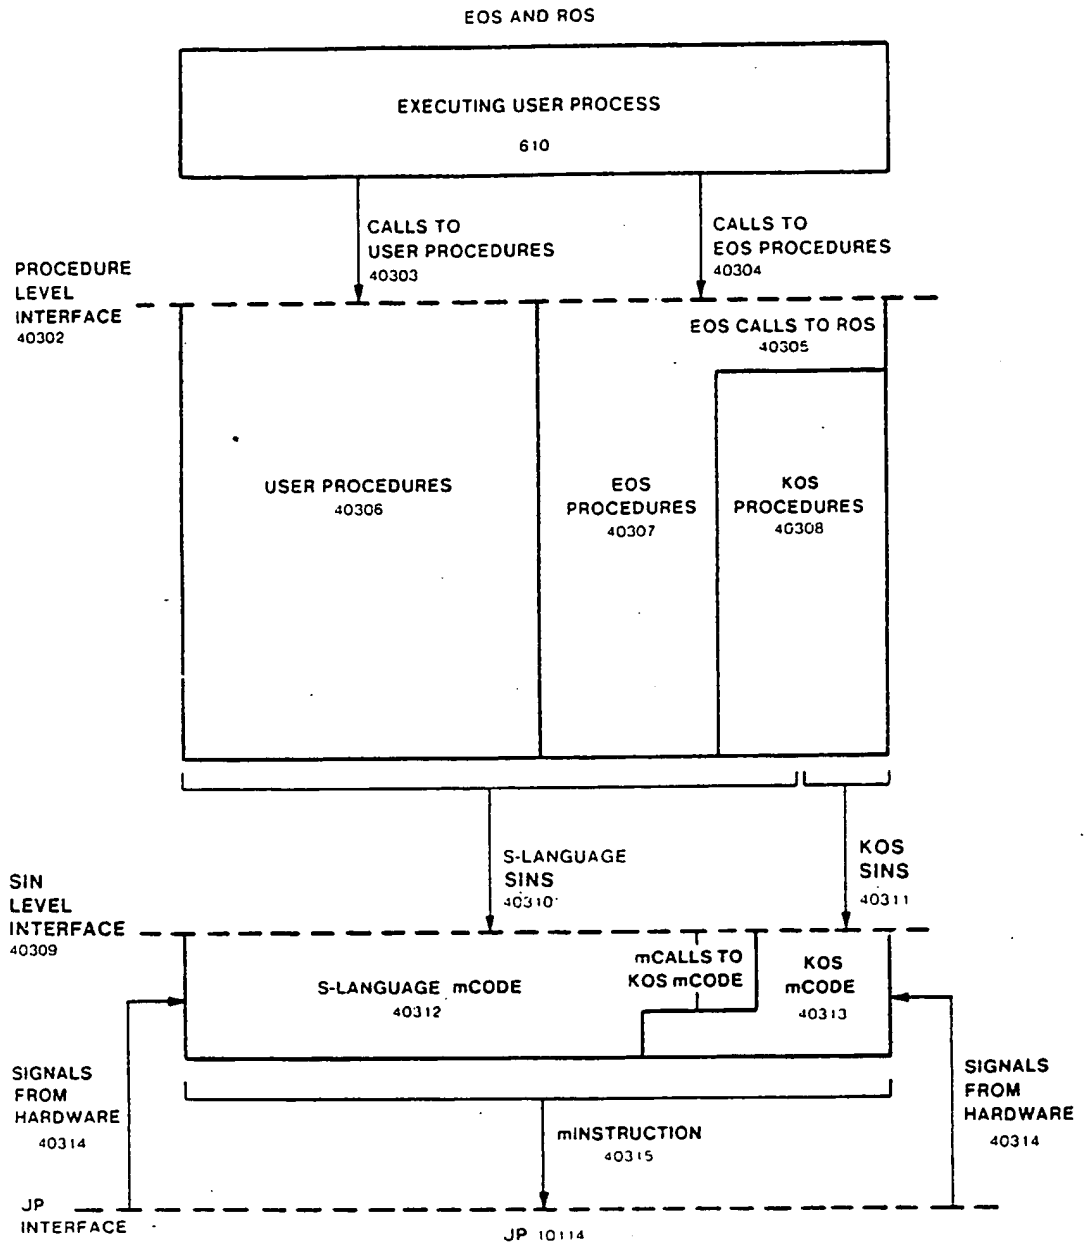 EOS AND ROS
EXECUTING USER PROCESS
610
CALLS TO
USER PROCEDURES
40303
CALLS TO
EOS PROCEDURES
40304
PROCEDURE
LEVEL
INTERFACE
40302
EOS CALLS TO ROS
40305
USER PROCEDURES
40306
EOS
PROCEDURES
40307
KOS
PROCEDURES
40308
S-LANGUAGE
SINS
40310
KOS
SINS
40311
SIN
LEVEL
INTERFACE
40309
S-LANGUAGE mCODE
40312
mCALLS TO
KOS mCODE
KOS
mCODE
40313
SIGNALS
FROM
HARDWARE
40314
SIGNALS
FROM
HARDWARE
40314
mINSTRUCTION
40315
JP
INTERFACE
JP 10114